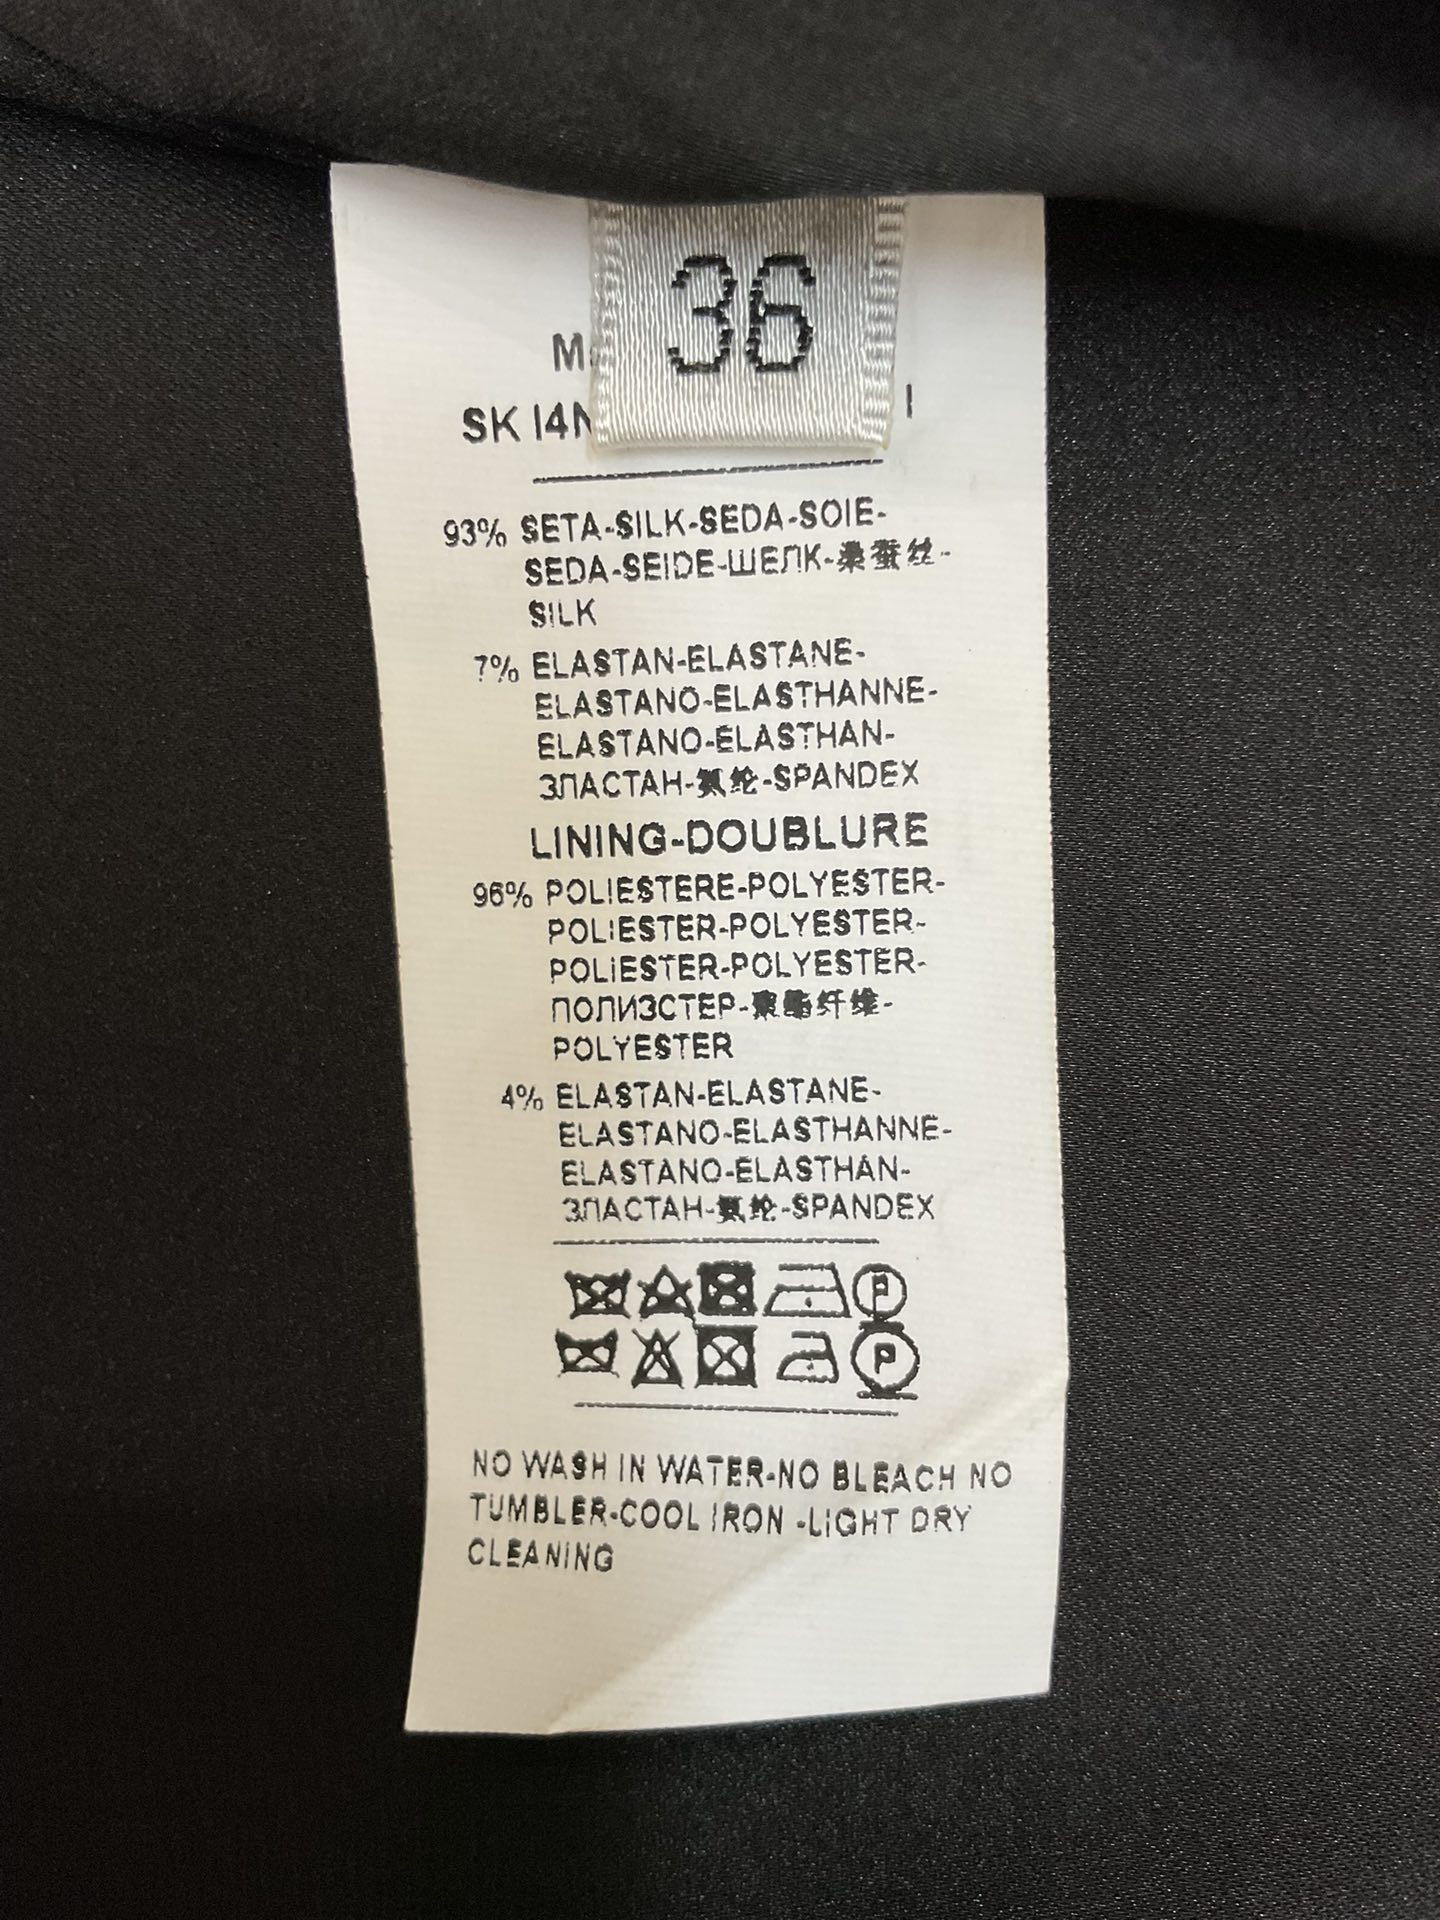 36
SK I4N
93% SETA-SILK-SEDA-SOIE-
SEDA-SEIDE-ШЕЛК-桑蚕丝-
SILK
7% ELASTAN-ELASTANE-
ELASTANO-ELASTHANNE-
ELASTANO-ELASTHAN-
ЗЛАСТАН-氨纶-SPANDEX
LINING-DOUBLURE
96% POLIESTERE-POLYESTER-
POLIESTER-POLYESTER-
POLIESTER-POLYESTER-
ПОЛИЗСТЕР-聚酯纤维-
POLYESTER
4% ELASTAN-ELASTANE-
ELASTANO-ELASTHANNE-
ELASTANO-ELASTHAN-
ЗЛАСТАН-氨纶-SPANDEX
P
P
NO WASH IN WATER-NO BLEACH NO
TUMBLER-COOL IRON -LIGHT DRY
CLEANING